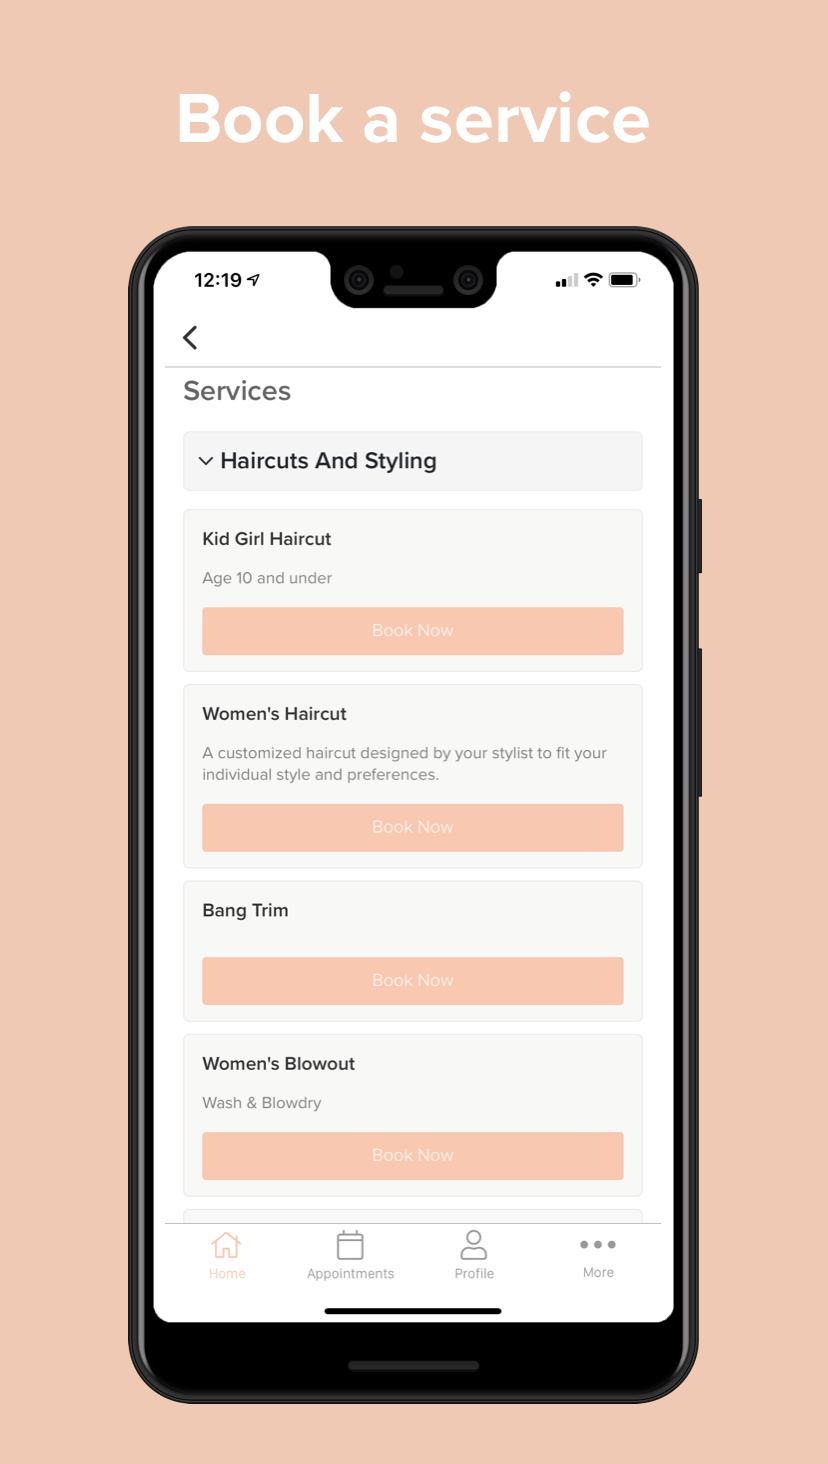 Book a service
12:19
Services
Haircuts And Styling
Kid Girl Haircut
Age 10 and under
Book Now
Women's Haircut
A customized haircut designed by your stylist to fit your
individual style and preferences.
Book Now
Bang Trim
Book Now
Women's Blowout
Wash & Blowdry
Book Now
Home
Appointments
Profile
More